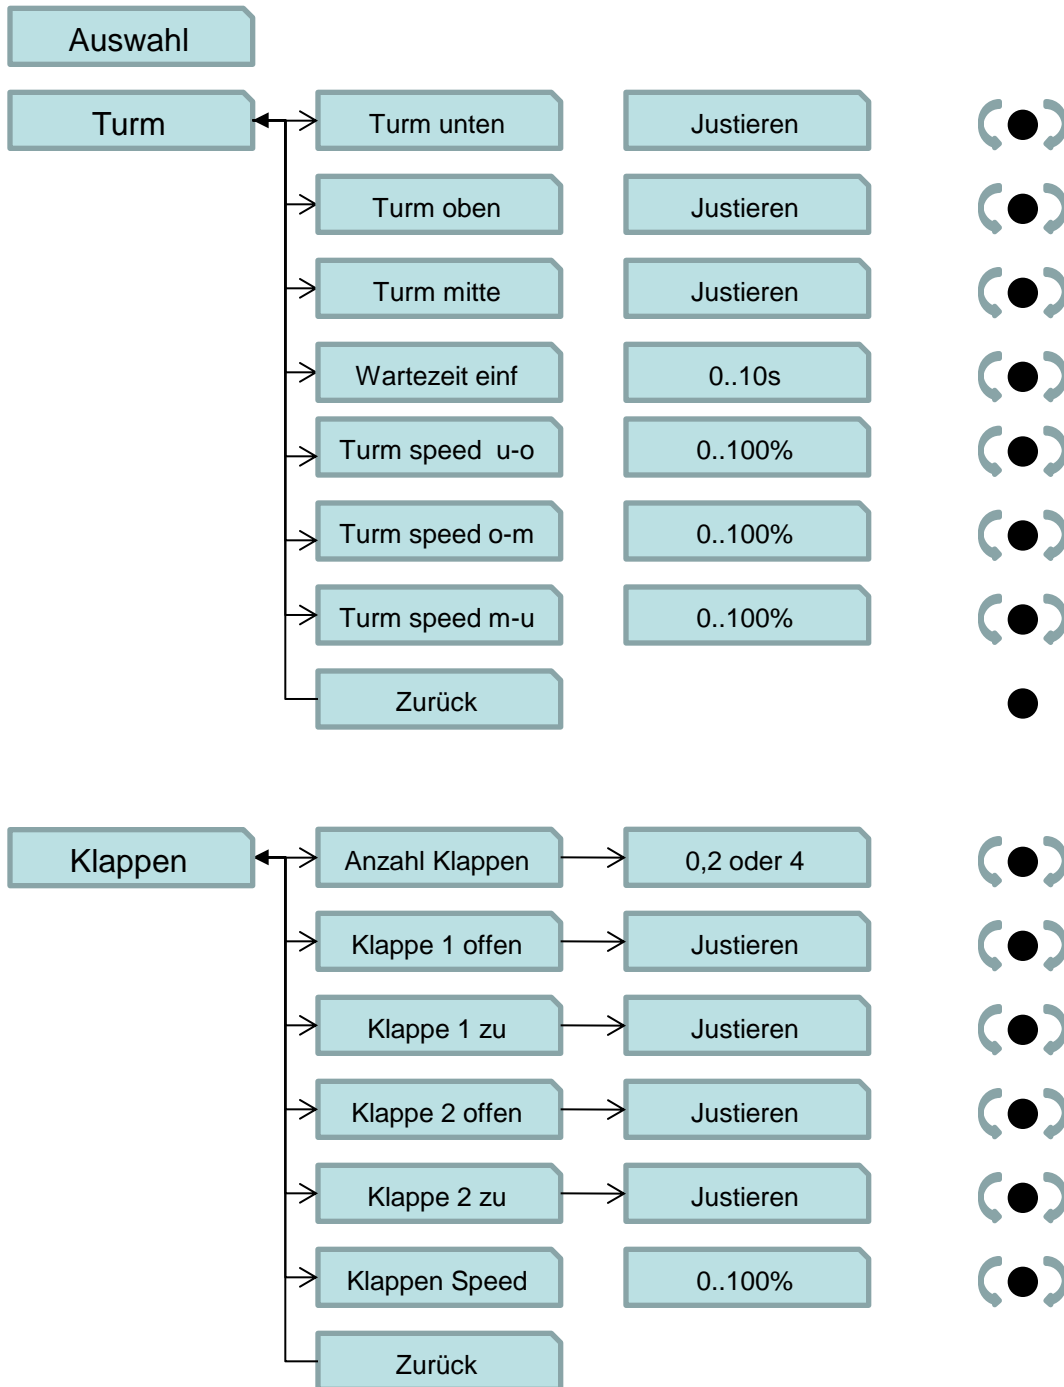 Auswahl
Turm
Turm unten
Justieren
Turm oben
Justieren
Turm mitte
Justieren
Wartezeit einf
0..10s
Turm speed  u-o
0..100%
Turm speed o-m
0..100%
Turm speed m-u
0..100%
Zurück
Klappen
Anzahl Klappen
0,2 oder 4
Klappe 1 offen
Justieren
Klappe 1 zu
Justieren
Klappe 2 offen
Justieren
Klappe 2 zu
Justieren
Klappen Speed
0..100%
Zurück